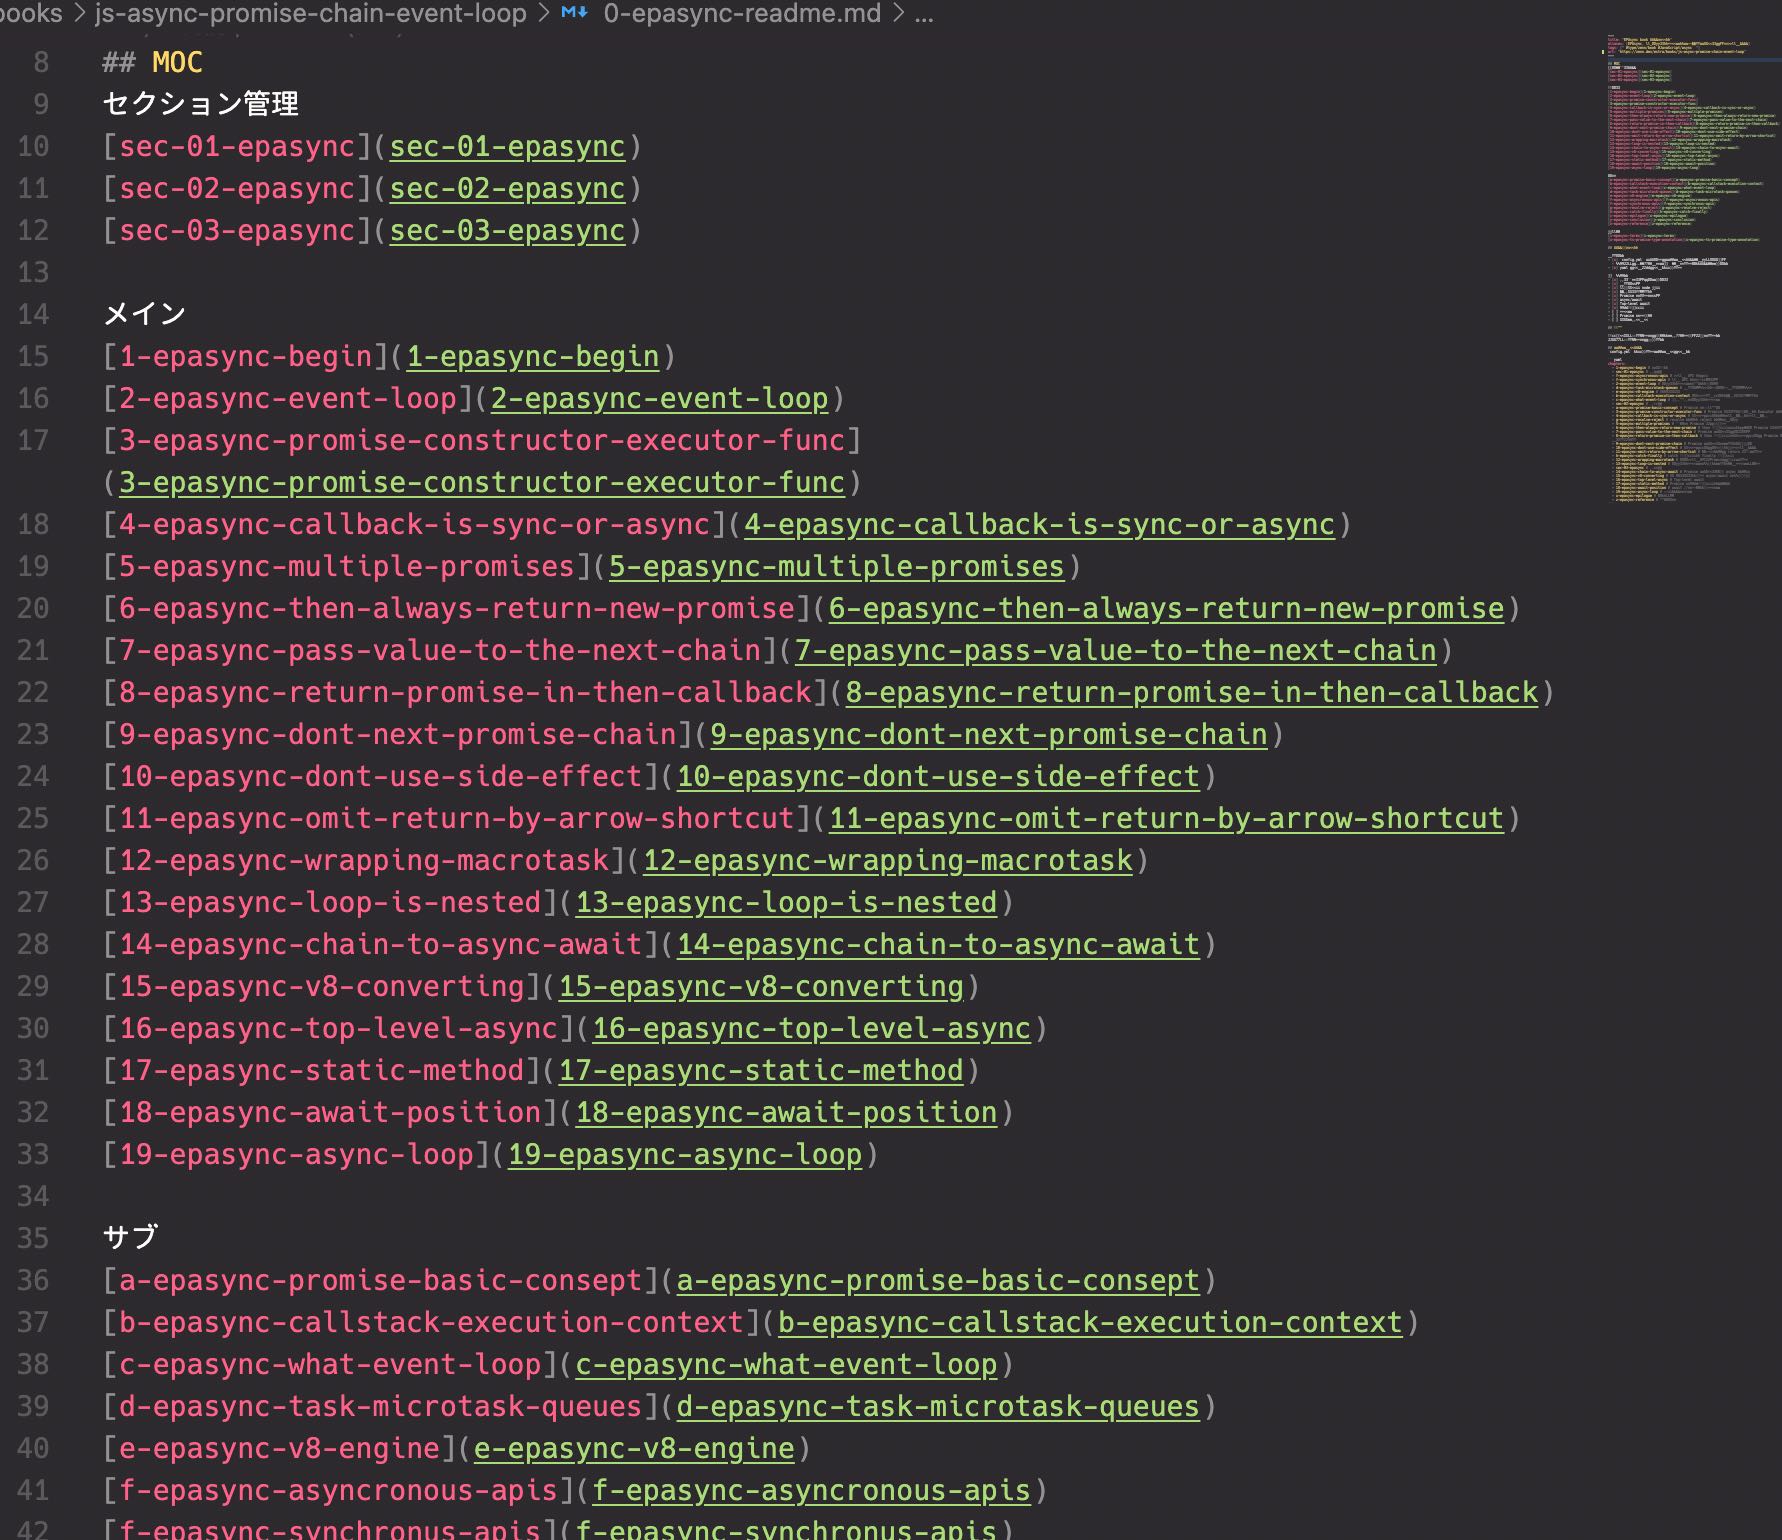 books > js-async-promise-chain-event-loop > 0-epasync-readme.md > ...
8 ## MOC
9 セクション管理
10 [sec-01-epasync](sec-01-epasync)
11 [sec-02-epasync](sec-02-epasync)
12 [sec-03-epasync](sec-03-epasync)
13
14 メイン
15 [1-epasync-begin](1-epasync-begin)
16 [2-epasync-event-loop](2-epasync-event-loop)
17 [3-epasync-promise-constructor-executor-func]
(3-epasync-promise-constructor-executor-func)
18 [4-epasync-callback-is-sync-or-async](4-epasync-callback-is-sync-or-async)
19 [5-epasync-multiple-promises](5-epasync-multiple-promises)
20 [6-epasync-then-always-return-new-promise](6-epasync-then-always-return-new-promise)
21 [7-epasync-pass-value-to-the-next-chain](7-epasync-pass-value-to-the-next-chain)
22 [8-epasync-return-promise-in-then-callback](8-epasync-return-promise-in-then-callback)
23 [9-epasync-dont-next-promise-chain](9-epasync-dont-next-promise-chain)
24 [10-epasync-dont-use-side-effect](10-epasync-dont-use-side-effect)
25 [11-epasync-omit-return-by-arrow-shortcut](11-epasync-omit-return-by-arrow-shortcut)
26 [12-epasync-wrapping-macrotask](12-epasync-wrapping-macrotask)
27 [13-epasync-loop-is-nested](13-epasync-loop-is-nested)
28 [14-epasync-chain-to-async-await](14-epasync-chain-to-async-await)
29 [15-epasync-v8-converting](15-epasync-v8-converting)
30 [16-epasync-top-level-async](16-epasync-top-level-async)
31 [17-epasync-static-method](17-epasync-static-method)
32 [18-epasync-await-position](18-epasync-await-position)
33 [19-epasync-async-loop](19-epasync-async-loop)
34
35 サブ
36 [a-epasync-promise-basic-consept](a-epasync-promise-basic-consept)
37 [b-epasync-callstack-execution-context](b-epasync-callstack-execution-context)
38 [c-epasync-what-event-loop](c-epasync-what-event-loop)
39 [d-epasync-task-microtask-queues](d-epasync-task-microtask-queues)
40 [e-epasync-v8-engine](e-epasync-v8-engine)
41 [f-epasync-asyncronous-apis](f-epasync-asyncronous-apis)
42 [f-epasync-synchronus-apis](f-epasync-synchronus-apis)